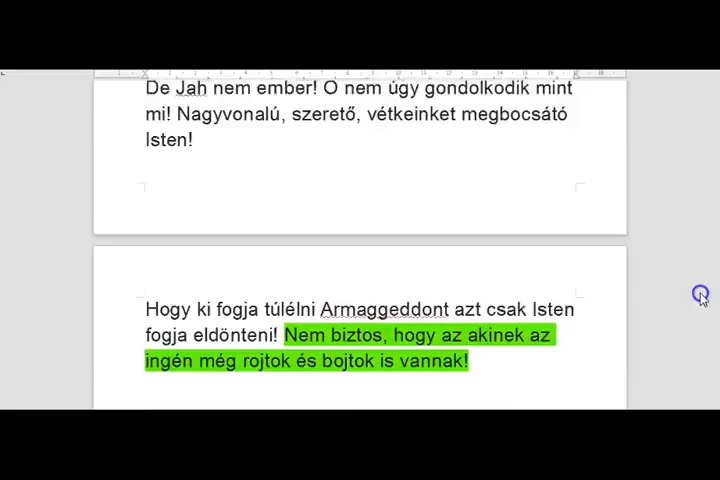 De Jah nem ember! Ő nem úgy gondolkodik mint
mi! Nagyvonalú, szerető, vétkeinket megbocsátó
Isten!
Hogy ki fogja túlélni Armaggeddont azt csak Isten
fogja eldönteni! Nem biztos, hogy az akinek az
ingén még rojtok és bojtok is vannak!